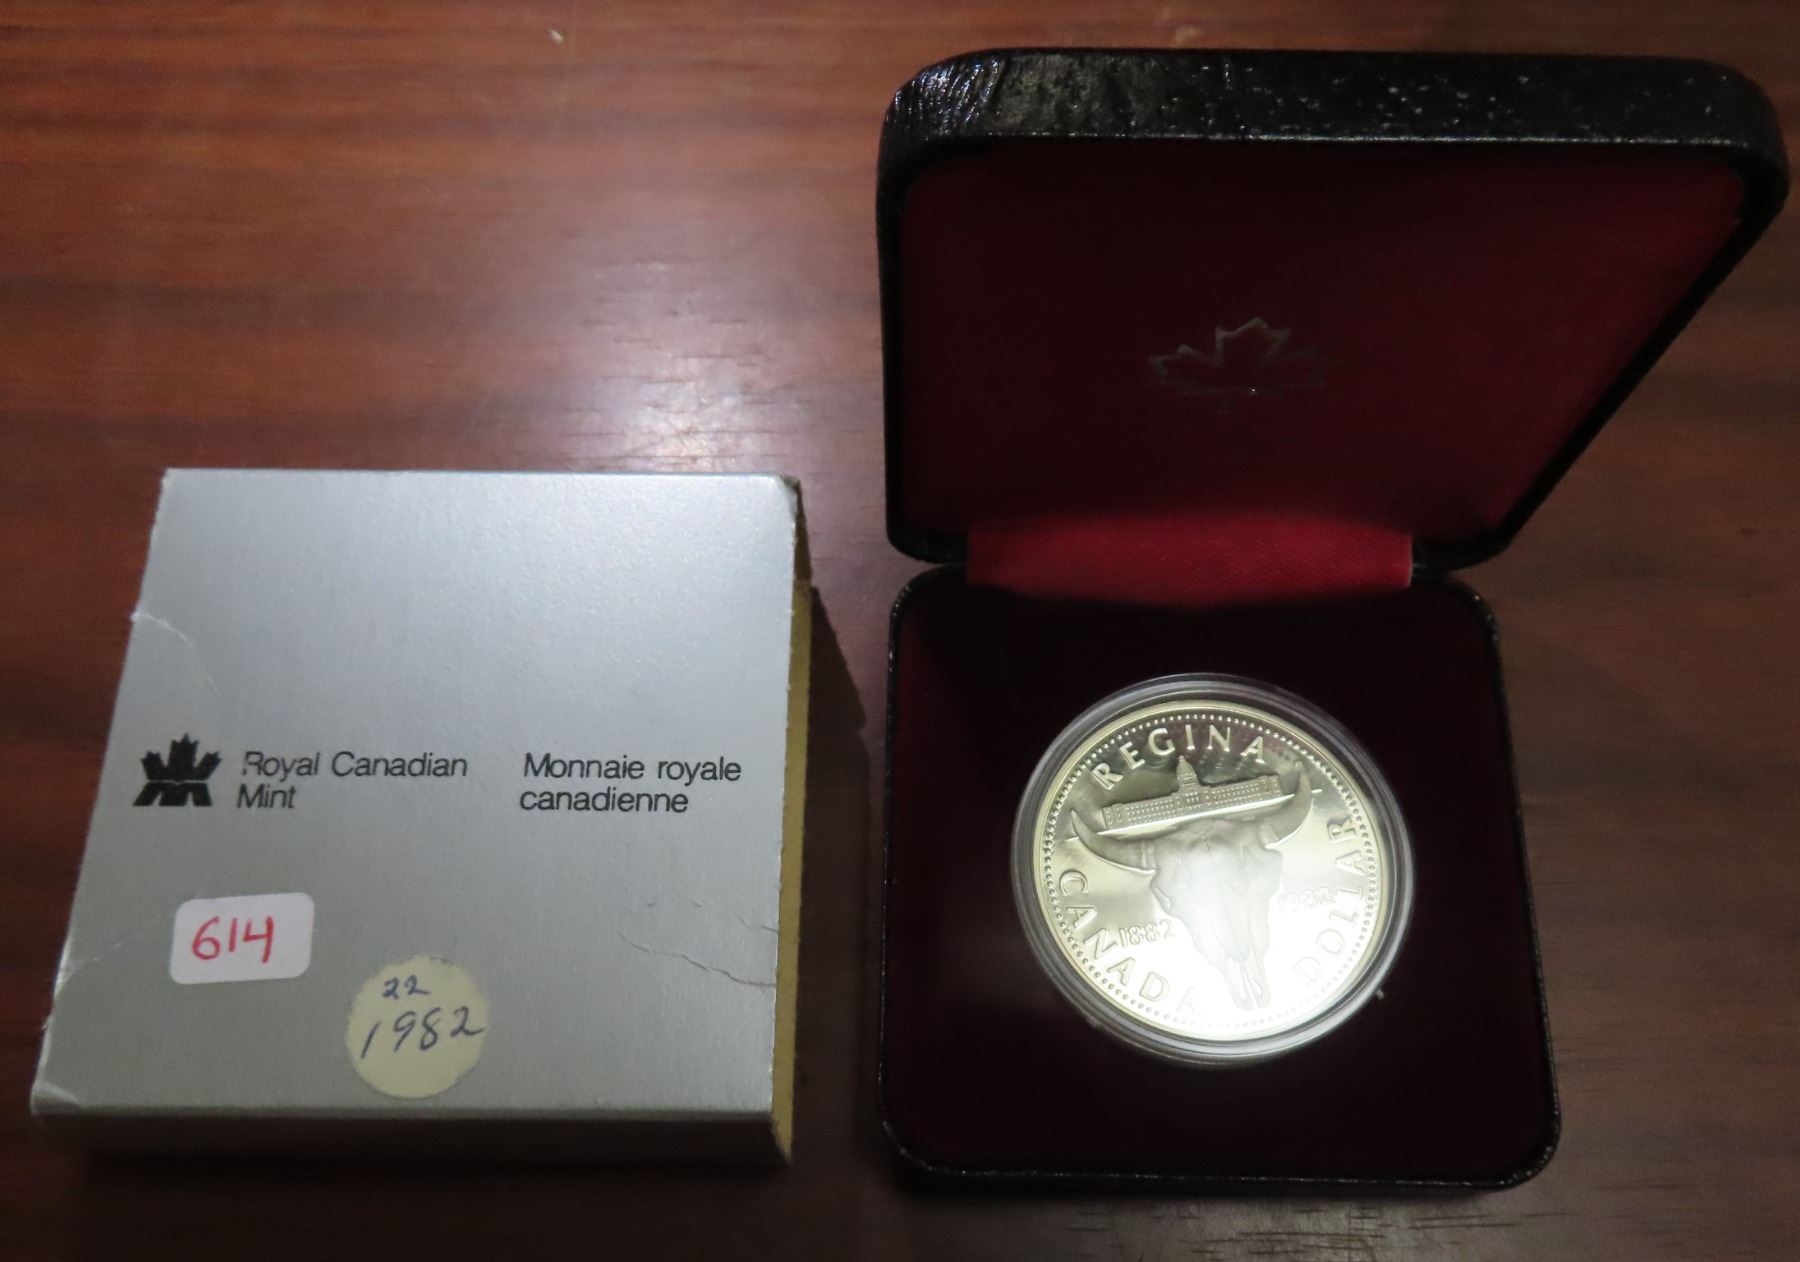 Royal Canadian
Mint
Monnaie royale
canadienne
614
22
1982
REGINA
1882
1982
CANADA
DOLLAR